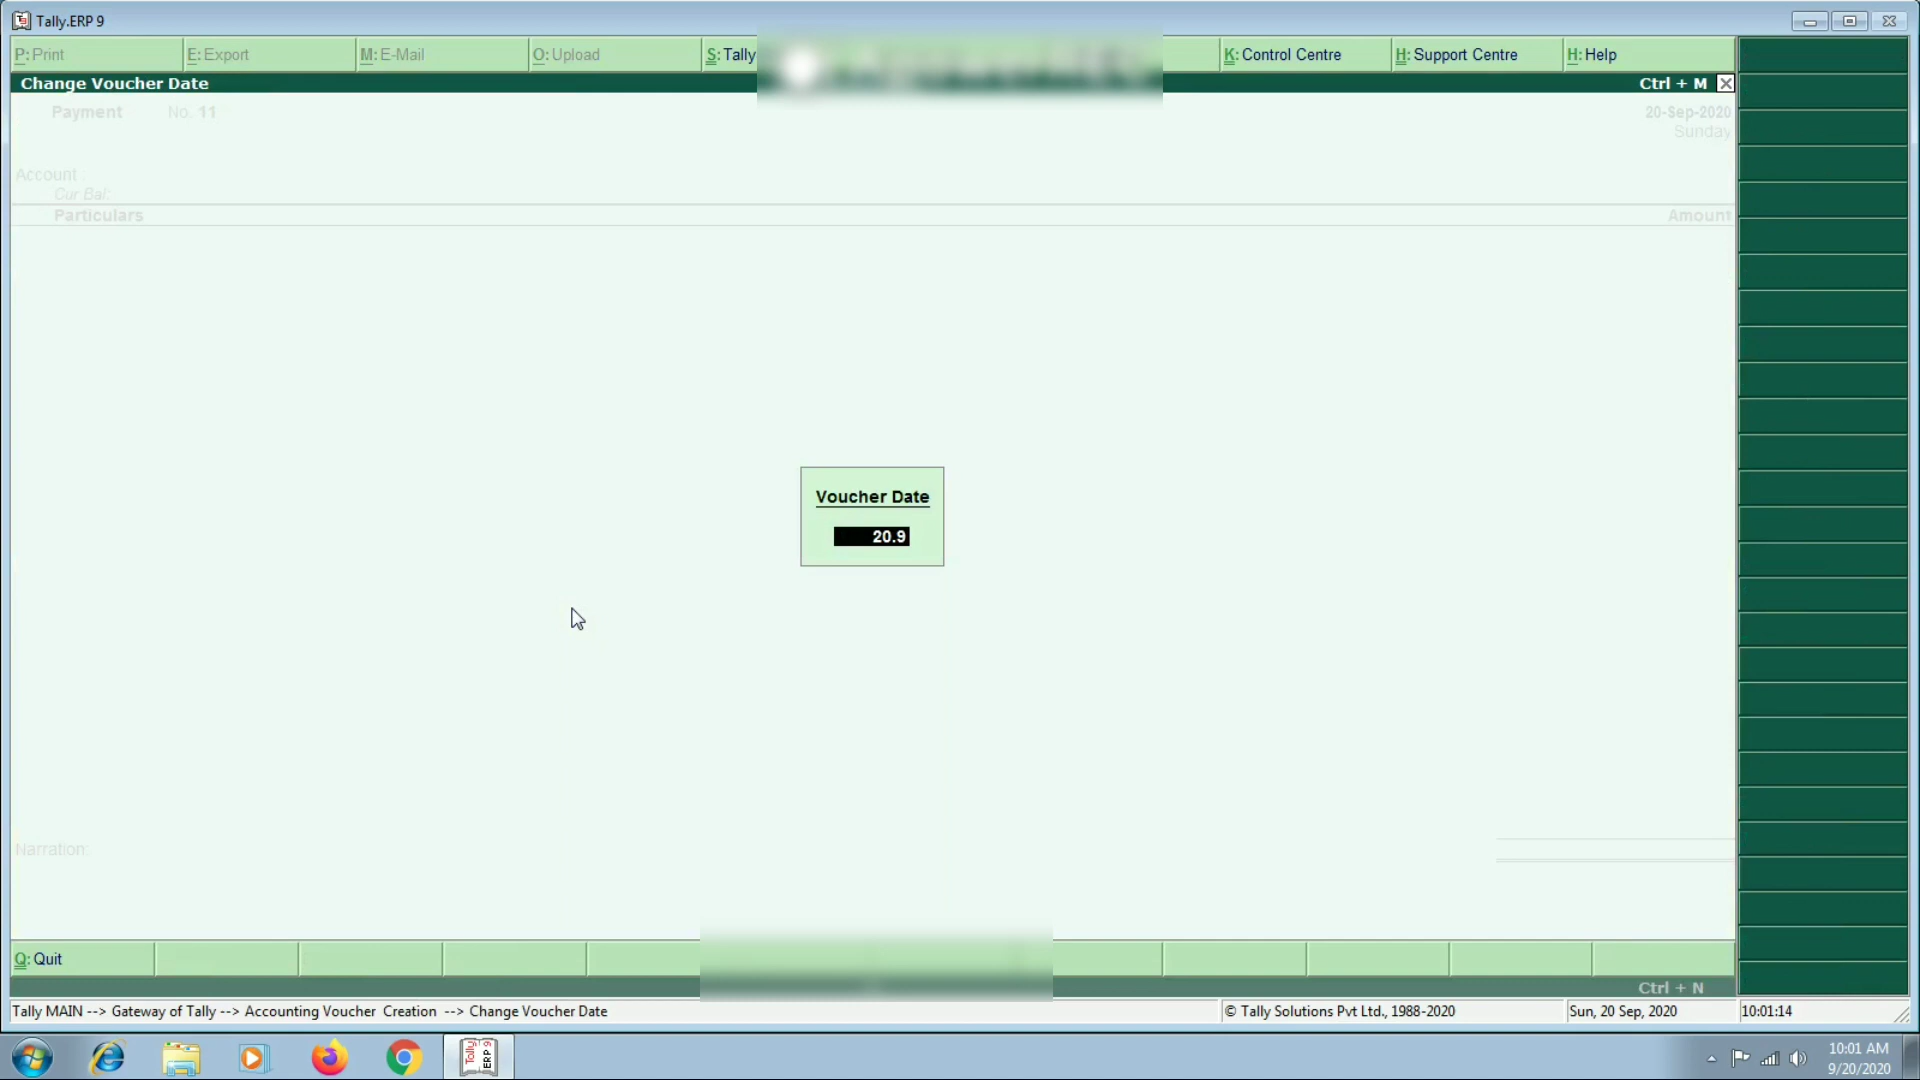 Tally.ERP 9
P: Print E: Export M: E-Mail O: Upload S: Tally K: Control Centre H: Support Centre H: Help
Change Voucher Date Ctrl + M
Payment No. 11 20-Sep-2020
Sunday
Account :
Cur Bal:
Particulars Amount
Voucher Date
20.9
Narration:
Q: Quit
Ctrl + N
Tally MAIN --> Gateway of Tally --> Accounting Voucher Creation --> Change Voucher Date © Tally Solutions Pvt Ltd., 1988-2020 Sun, 20 Sep, 2020 10:01:14
Tally ERP 9
10:01 AM
9/20/2020